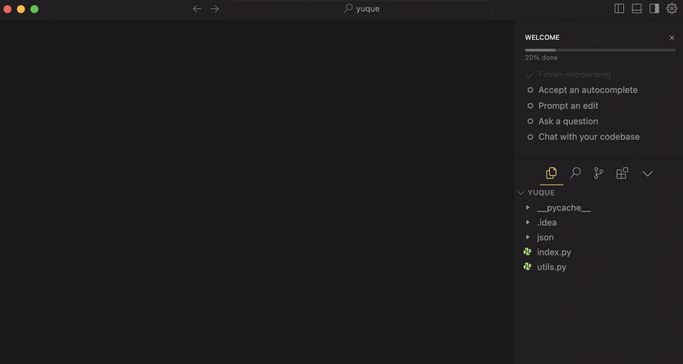 yuque
WELCOME
20% done
Finish onboarding
Accept an autocomplete
Prompt an edit
Ask a question
Chat with your codebase
YUQUE
__pycache__
.idea
json
index.py
utils.py